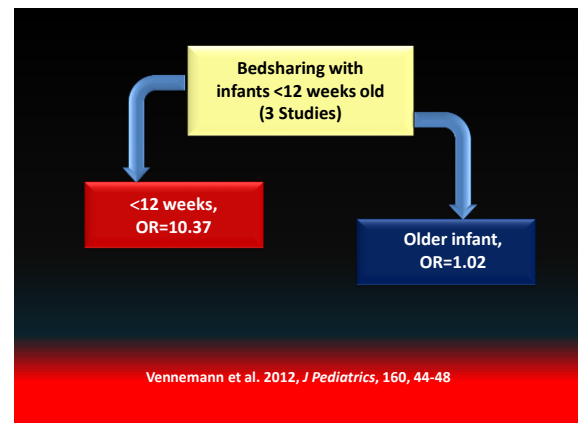 Bedsharing with
infants <12 weeks old
(3 Studies)
<12 weeks,
OR=10.37
Older infant,
OR=1.02
Vennemann et al. 2012, J Pediatrics, 160, 44-48